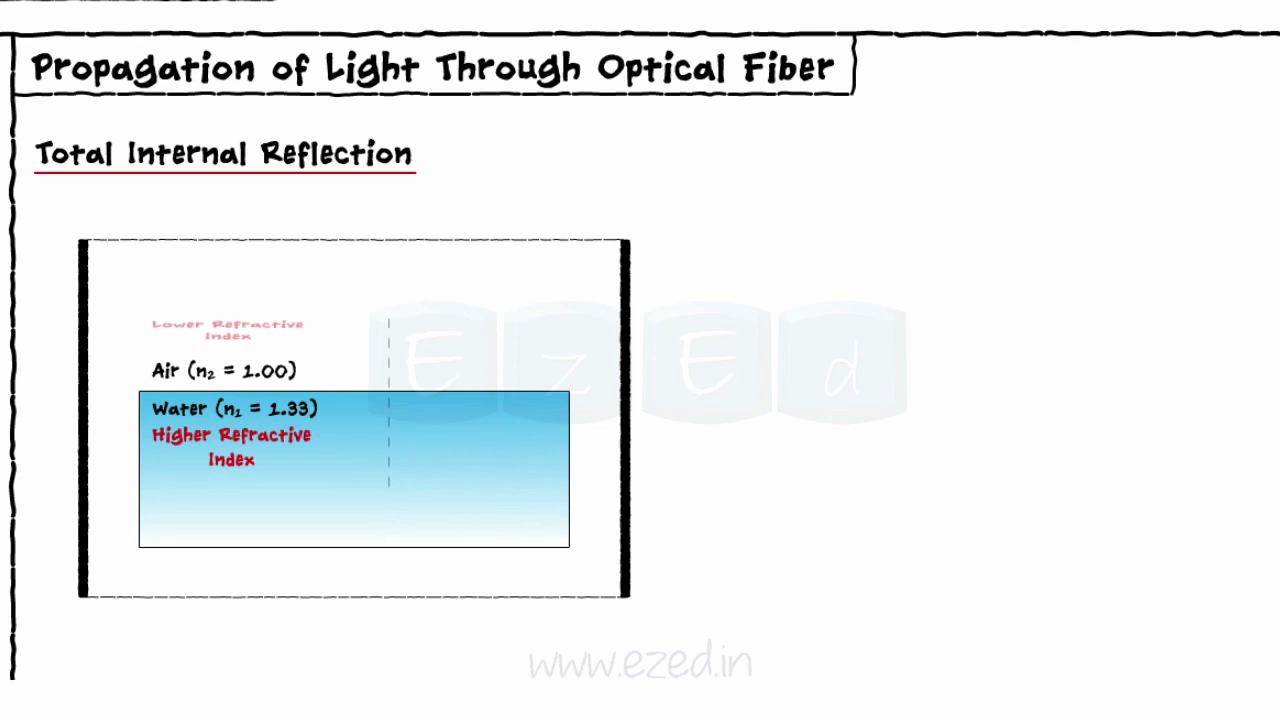 Propagation of Light Through Optical Fiber
Total Internal Reflection
Lower Refractive
Index
Air (n₂ = 1.00)
Water (n₁ = 1.33)
Higher Refractive
Index
E z E d
www.ezed.in